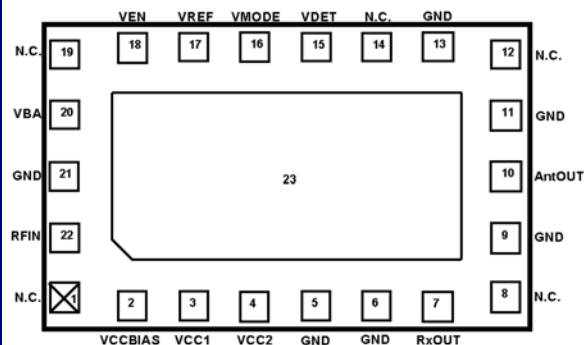 VEN VREF VMODE VDET N.C. GND
18 17 16 15 14 13
N.C. 19 12 N.C.
VBA 20 11 GND
GND 21 23 10 AntOUT
RFIN 22 9 GND
N.C. 1 8 N.C.
2 3 4 5 6 7
VCCBIAS VCC1 VCC2 GND GND RxOUT